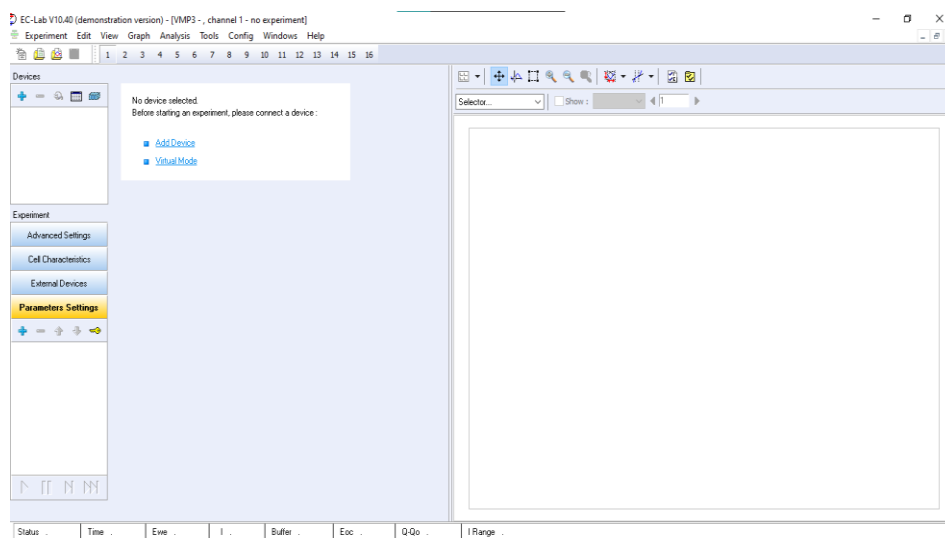 EC-Lab V10.40 (demonstration version) - [VMP3 - , channel 1 - no experiment]
Experiment Edit View Graph Analysis Tools Config Windows Help
1 2 3 4 5 6 7 8 9 10 11 12 13 14 15 16
Devices
No device selected.
Before starting an experiment, please connect a device :
Add Device
Virtual Mode
Selector... Show : 1
Experiment
Advanced Settings
Cell Characteristics
External Devices
Parameters Settings
Status . Time . Ewe . I . Buffer . Eoc . Q-Qo . I Range .